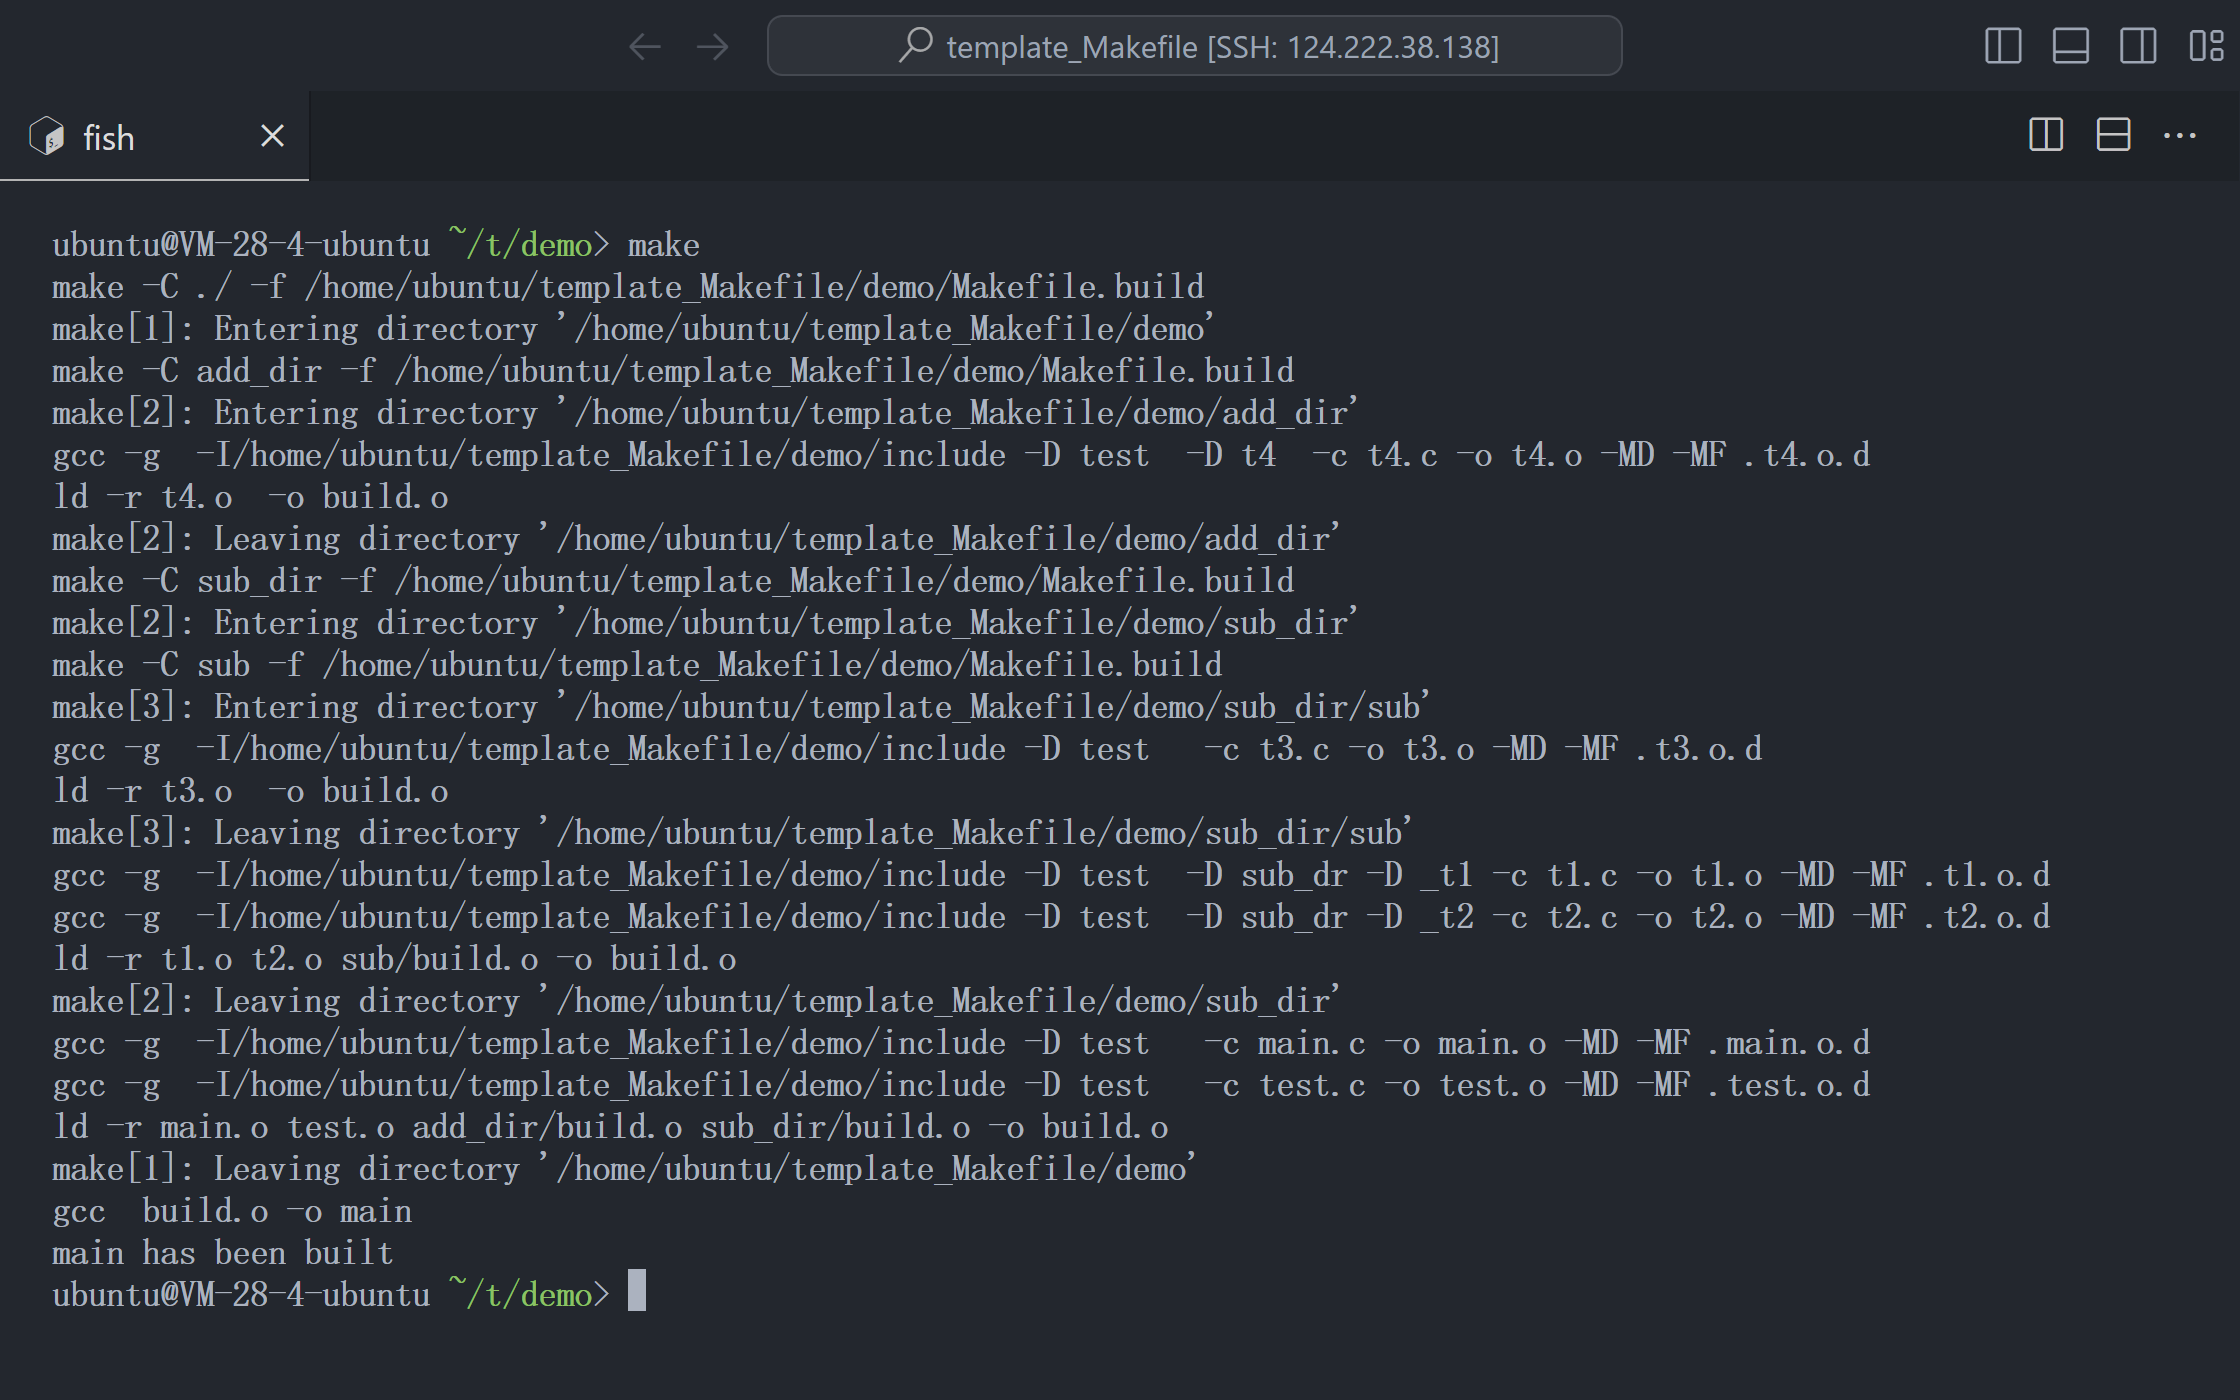 template_Makefile [SSH: 124.222.38.138]
fish
ubuntu@VM-28-4-ubuntu ~/t/demo> make
make -C ./ -f /home/ubuntu/template_Makefile/demo/Makefile.build
make[1]: Entering directory '/home/ubuntu/template_Makefile/demo'
make -C add_dir -f /home/ubuntu/template_Makefile/demo/Makefile.build
make[2]: Entering directory '/home/ubuntu/template_Makefile/demo/add_dir'
gcc -g  -I/home/ubuntu/template_Makefile/demo/include -D test  -D t4  -c t4.c -o t4.o -MD -MF .t4.o.d
ld -r t4.o  -o build.o
make[2]: Leaving directory '/home/ubuntu/template_Makefile/demo/add_dir'
make -C sub_dir -f /home/ubuntu/template_Makefile/demo/Makefile.build
make[2]: Entering directory '/home/ubuntu/template_Makefile/demo/sub_dir'
make -C sub -f /home/ubuntu/template_Makefile/demo/Makefile.build
make[3]: Entering directory '/home/ubuntu/template_Makefile/demo/sub_dir/sub'
gcc -g  -I/home/ubuntu/template_Makefile/demo/include -D test   -c t3.c -o t3.o -MD -MF .t3.o.d
ld -r t3.o  -o build.o
make[3]: Leaving directory '/home/ubuntu/template_Makefile/demo/sub_dir/sub'
gcc -g  -I/home/ubuntu/template_Makefile/demo/include -D test  -D sub_dr -D _t1 -c t1.c -o t1.o -MD -MF .t1.o.d
gcc -g  -I/home/ubuntu/template_Makefile/demo/include -D test  -D sub_dr -D _t2 -c t2.c -o t2.o -MD -MF .t2.o.d
ld -r t1.o t2.o sub/build.o -o build.o
make[2]: Leaving directory '/home/ubuntu/template_Makefile/demo/sub_dir'
gcc -g  -I/home/ubuntu/template_Makefile/demo/include -D test   -c main.c -o main.o -MD -MF .main.o.d
gcc -g  -I/home/ubuntu/template_Makefile/demo/include -D test   -c test.c -o test.o -MD -MF .test.o.d
ld -r main.o test.o add_dir/build.o sub_dir/build.o -o build.o
make[1]: Leaving directory '/home/ubuntu/template_Makefile/demo'
gcc  build.o -o main
main has been built
ubuntu@VM-28-4-ubuntu ~/t/demo>